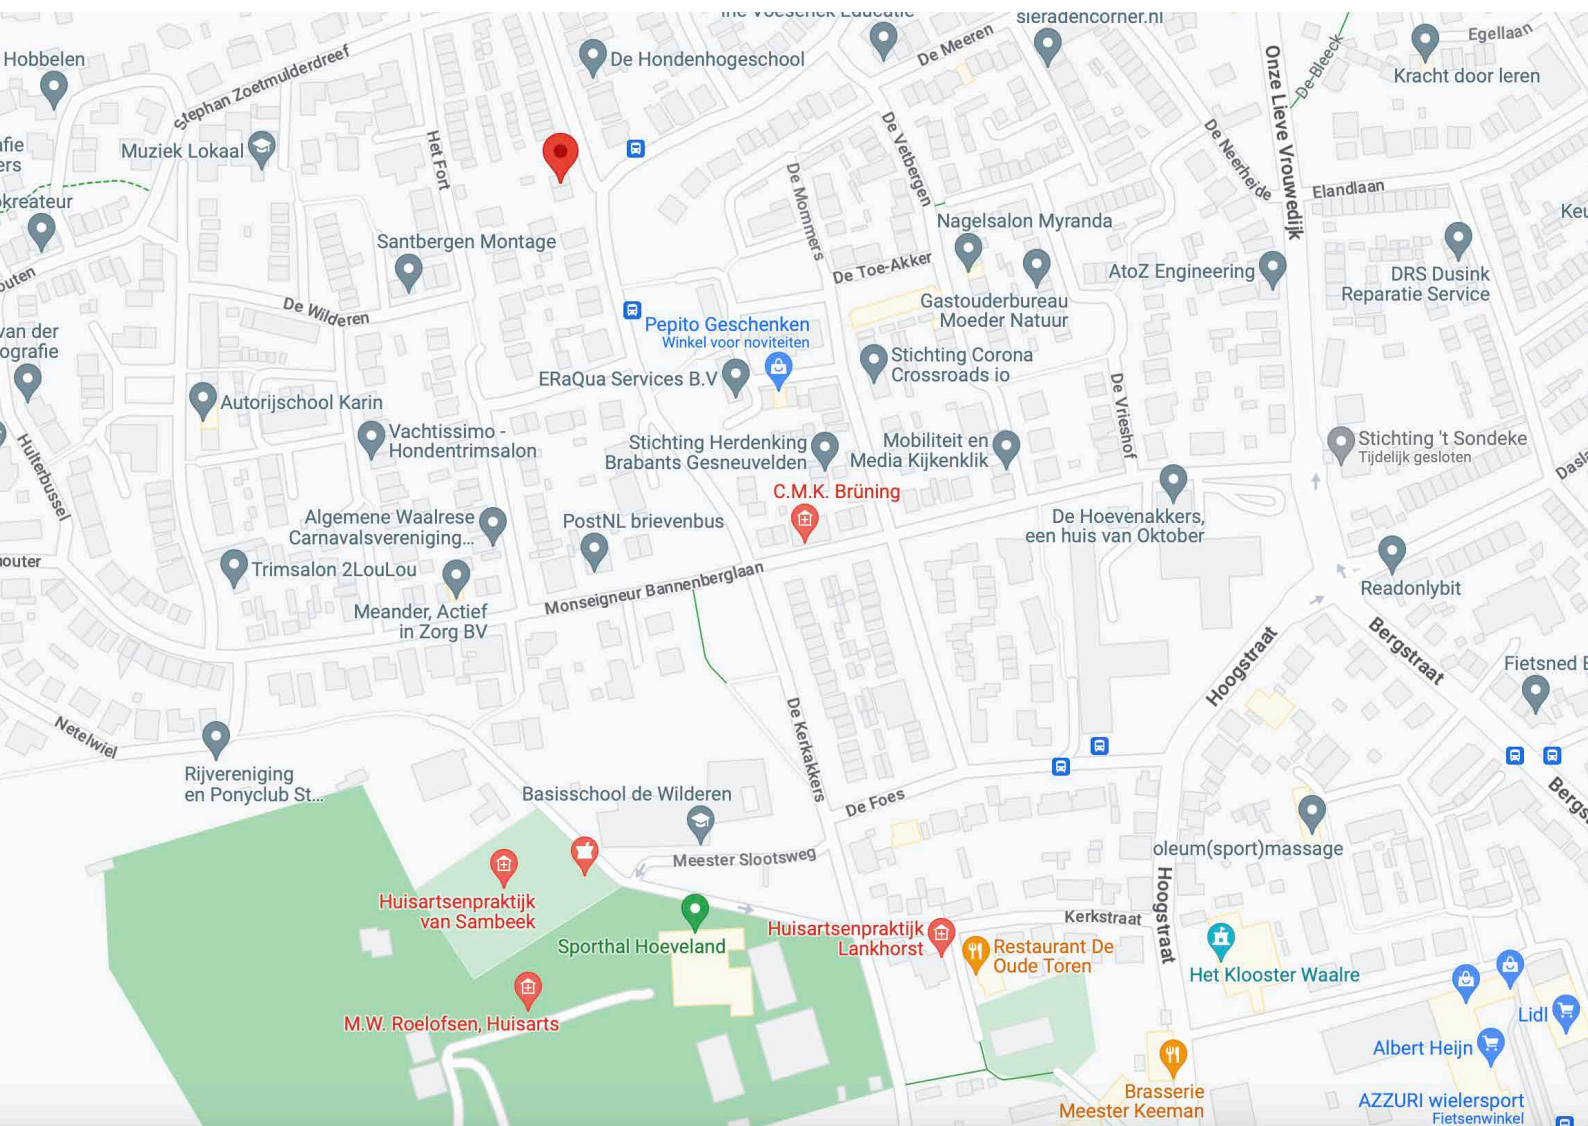 sieradencorner.nl
Hobbelen
Stephan Zoetmulderdreef
De Hondenhogeschool
De Meeren
Onze Lieve Vrouwedijk
De Bleeck
Egellaan
Kracht door leren
Muziek Lokaal
Het Fort
De Mommers
De Vetbergen
De Neerheide
Elandlaan
Santbergen Montage
Nagelsalon Myranda
De Toe-Akker
AtoZ Engineering
DRS Dusink
Reparatie Service
De Wilderen
Gastouderbureau
Moeder Natuur
van der
Pepito Geschenken
Winkel voor noviteiten
ERaQua Services B.V
Stichting Corona
Crossroads io
De Vrieshof
Autorijschool Karin
Vachtissimo -
Hondentrimsalon
Hulterbussel
Stichting Herdenking
Brabants Gesneuvelden
Mobiliteit en
Media Kijkenklik
Stichting 't Sondeke
Tijdelijk gesloten
C.M.K. Brüning
Algemene Waalrese
Carnavalsvereniging...
PostNL brievenbus
De Hoevenakkers,
een huis van Oktober
Trimsalon 2LouLou
Monseigneur Bannenberglaan
Readonlybit
Meander, Actief
in Zorg BV
Hoogstraat
Bergstraat
Fietsned
Netelwiel
De Kerkakkers
Rijvereniging
en Ponyclub St...
Basisschool de Wilderen
De Foes
Meester Slootsweg
oleum(sport)massage
Hoogstraat
Huisartsenpraktijk
van Sambeek
Sporthal Hoeveland
Huisartsenpraktijk
Lankhorst
Kerkstraat
Restaurant De
Oude Toren
Het Klooster Waalre
M.W. Roelofsen, Huisarts
Lidl
Albert Heijn
Brasserie
Meester Keeman
AZZURI wielersport
Fietsenwinkel